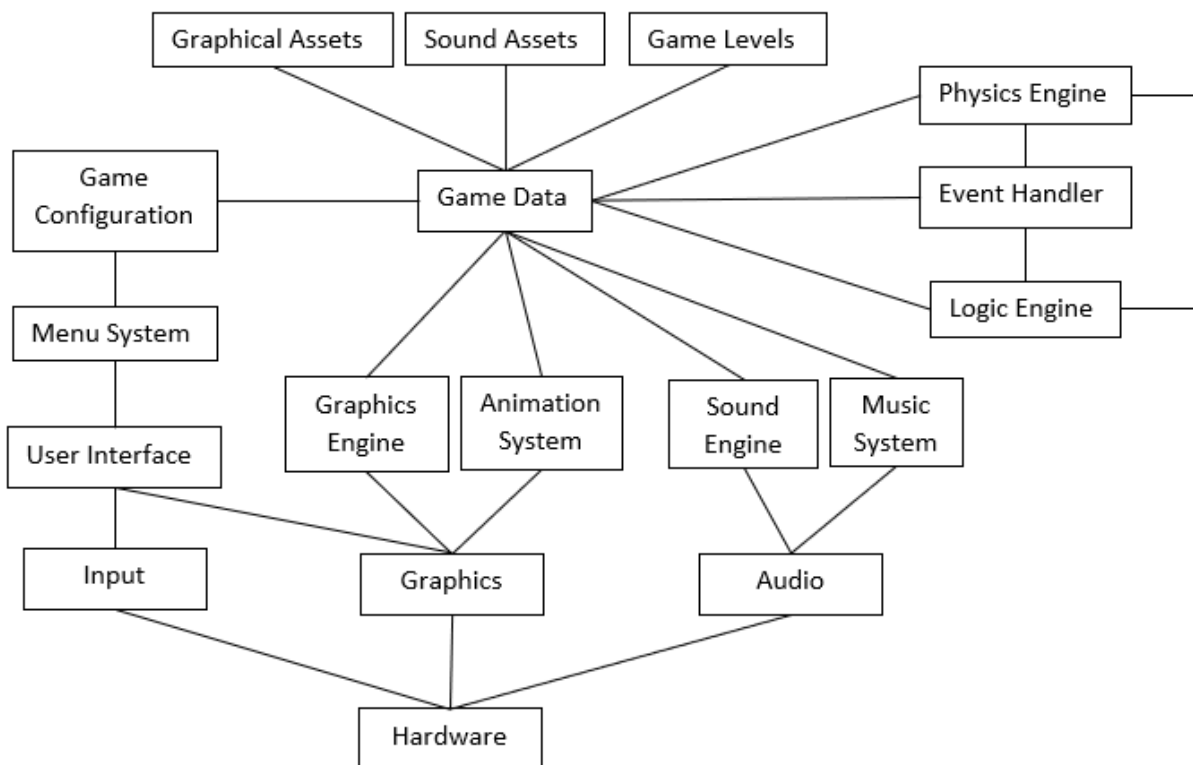 Graphical Assets
Sound Assets
Game Levels
Physics Engine
Game
Configuration
Game Data
Event Handler
Menu System
Logic Engine
Graphics
Engine
Animation
System
Sound
Engine
Music
System
User Interface
Input
Graphics
Audio
Hardware